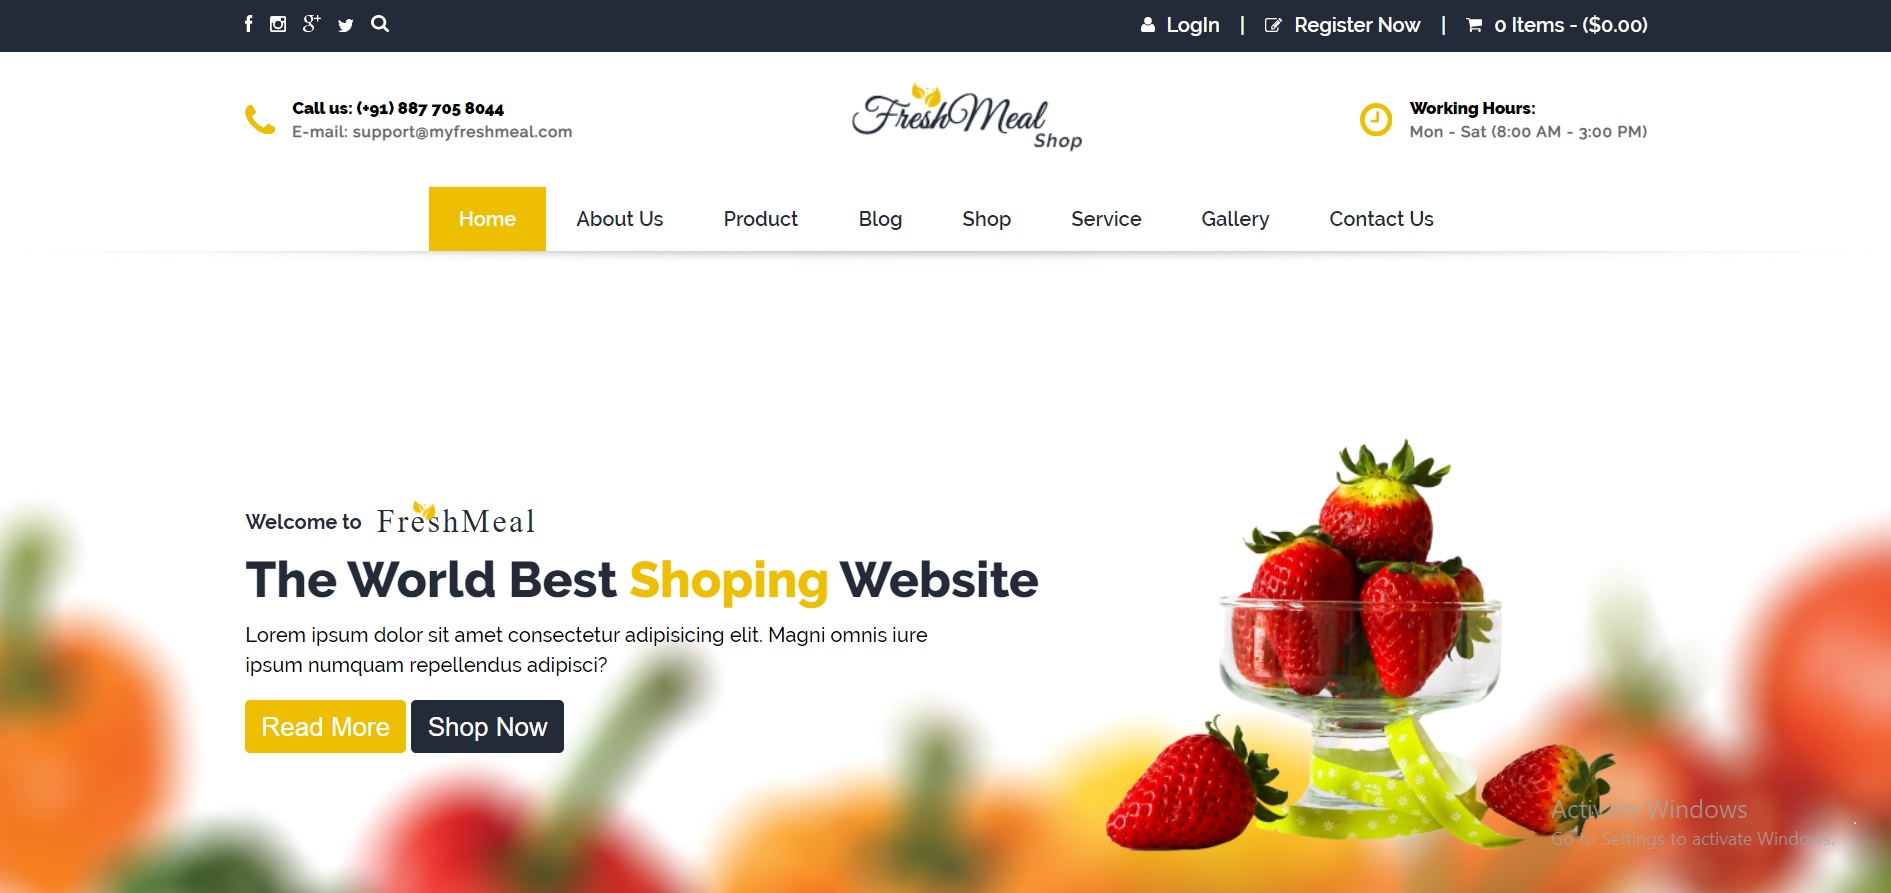 LogIn | Register Now | 0 Items - ($0.00)
Call us: (+91) 887 705 8044
E-mail: support@myfreshmeal.com
FreshMeal
Shop
Working Hours:
Mon - Sat (8:00 AM - 3:00 PM)
Home About Us Product Blog Shop Service Gallery Contact Us
Welcome to FreshMeal
The World Best Shoping Website
Lorem ipsum dolor sit amet consectetur adipisicing elit. Magni omnis iure
ipsum numquam repellendus adipisci?
Read More Shop Now
Activate Windows
Go to Settings to activate Windows.